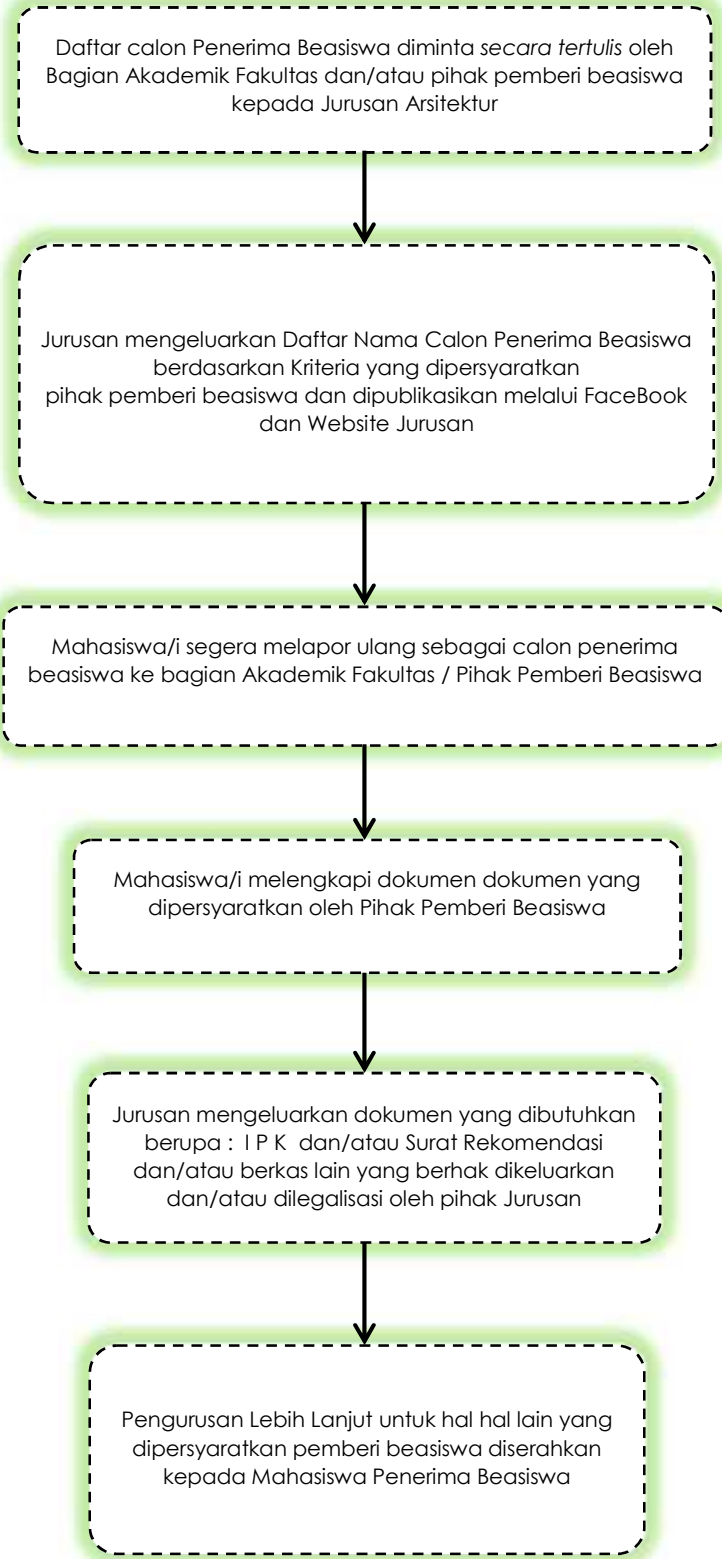 Daftar calon Penerima Beasiswa diminta secara tertulis oleh
Bagian Akademik Fakultas dan/atau pihak pemberi beasiswa
kepada Jurusan Arsitektur
Jurusan mengeluarkan Daftar Nama Calon Penerima Beasiswa
berdasarkan Kriteria yang dipersyaratkan
pihak pemberi beasiswa dan dipublikasikan melalui FaceBook
dan Website Jurusan
Mahasiswa/i segera melapor ulang sebagai calon penerima
beasiswa ke bagian Akademik Fakultas / Pihak Pemberi Beasiswa
Mahasiswa/i melengkapi dokumen dokumen yang
dipersyaratkan oleh Pihak Pemberi Beasiswa
Jurusan mengeluarkan dokumen yang dibutuhkan
berupa : I P K dan/atau Surat Rekomendasi
dan/atau berkas lain yang berhak dikeluarkan
dan/atau dilegalisasi oleh pihak Jurusan
Pengurusan Lebih Lanjut untuk hal hal lain yang
dipersyaratkan pemberi beasiswa diserahkan
kepada Mahasiswa Penerima Beasiswa